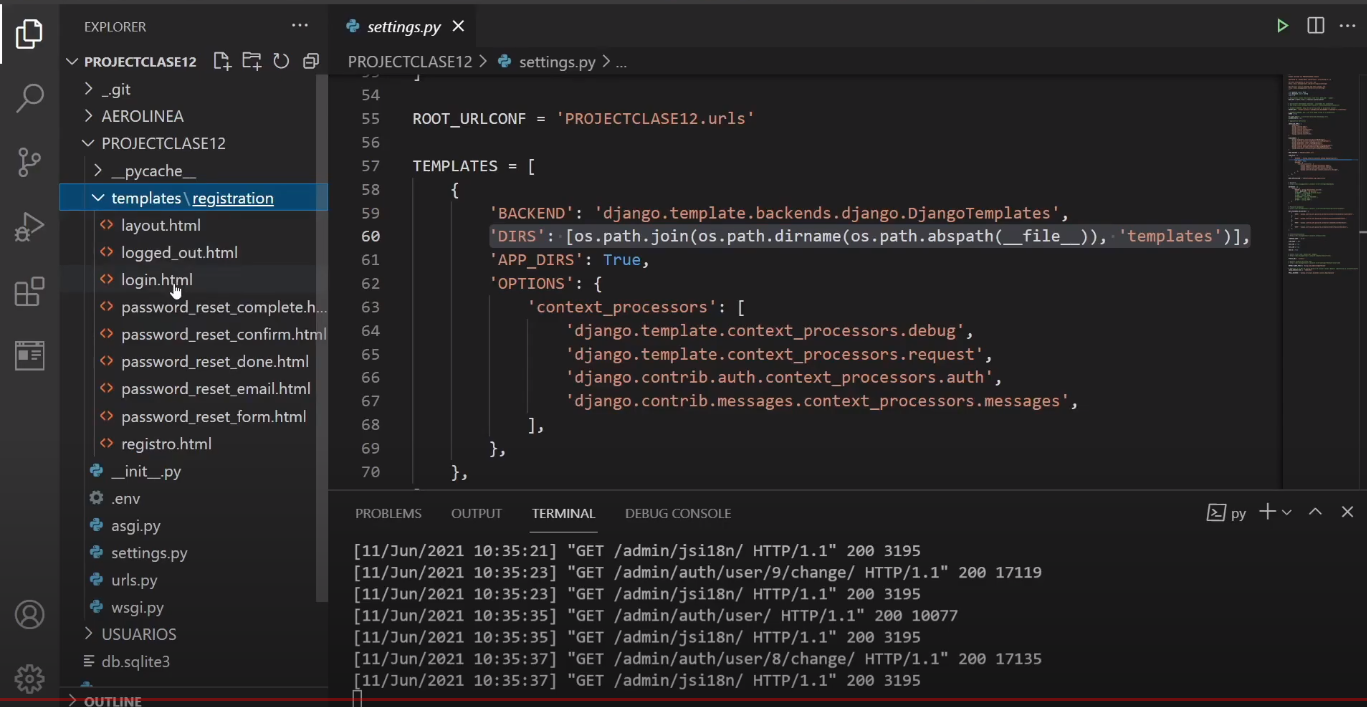 EXPLORER
PROJECTCLASE12
_.git
AEROLINEA
PROJECTCLASE12
__pycache__
templates\registration
layout.html
logged_out.html
login.html
password_reset_complete.h...
password_reset_confirm.html
password_reset_done.html
password_reset_email.html
password_reset_form.html
registro.html
__init__.py
.env
asgi.py
settings.py
urls.py
wsgi.py
USUARIOS
db.sqlite3
OUTLINE
settings.py
PROJECTCLASE12 > settings.py > ...
53 ]
54
55 ROOT_URLCONF = 'PROJECTCLASE12.urls'
56
57 TEMPLATES = [
58 {
59 'BACKEND': 'django.template.backends.django.DjangoTemplates',
60 'DIRS': [os.path.join(os.path.dirname(os.path.abspath(__file__)), 'templates')],
61 'APP_DIRS': True,
62 'OPTIONS': {
63 'context_processors': [
64 'django.template.context_processors.debug',
65 'django.template.context_processors.request',
66 'django.contrib.auth.context_processors.auth',
67 'django.contrib.messages.context_processors.messages',
68 ],
69 },
70 },
PROBLEMS OUTPUT TERMINAL DEBUG CONSOLE py
[11/Jun/2021 10:35:21] "GET /admin/jsi18n/ HTTP/1.1" 200 3195
[11/Jun/2021 10:35:23] "GET /admin/auth/user/9/change/ HTTP/1.1" 200 17119
[11/Jun/2021 10:35:23] "GET /admin/jsi18n/ HTTP/1.1" 200 3195
[11/Jun/2021 10:35:35] "GET /admin/auth/user/ HTTP/1.1" 200 10077
[11/Jun/2021 10:35:35] "GET /admin/jsi18n/ HTTP/1.1" 200 3195
[11/Jun/2021 10:35:37] "GET /admin/auth/user/8/change/ HTTP/1.1" 200 17135
[11/Jun/2021 10:35:37] "GET /admin/jsi18n/ HTTP/1.1" 200 3195